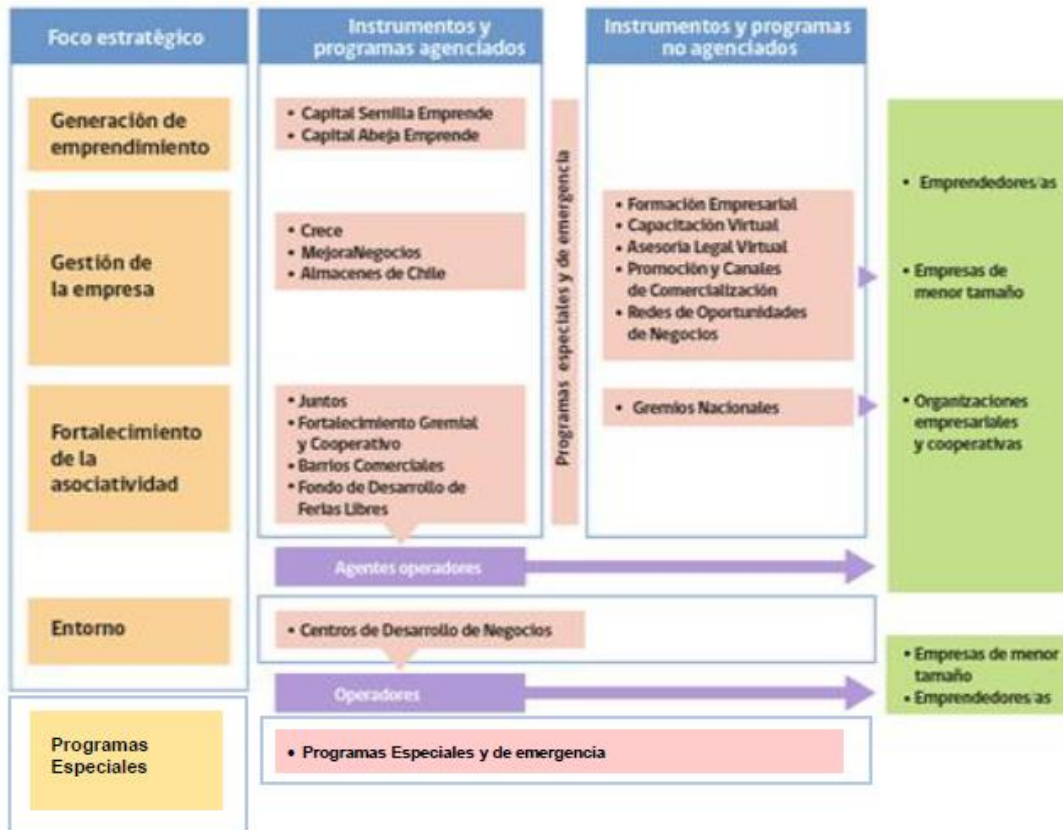 Foco estratégico
Instrumentos y
programas agenciados
Instrumentos y programas
no agenciados
Generación de
emprendimiento
• Capital Semilla Emprende
• Capital Abeja Emprende
Programas especiales y de emergencia
Gestión de
la empresa
• Crece
• MejoraNegocios
• Almacenes de Chile
• Formación Empresarial
• Capacitación Virtual
• Asesoría Legal Virtual
• Promoción y Canales
de Comercialización
• Redes de Oportunidades
de Negocios
Fortalecimiento
de la
asociatividad
• Juntos
• Fortalecimiento Gremial
y Cooperativo
• Barrios Comerciales
• Fondo de Desarrollo de
Ferias Libres
• Gremios Nacionales
• Emprendedores/as
• Empresas de
menor tamaño
• Organizaciones
empresariales
y cooperativas
Agentes operadores
Entorno
• Centros de Desarrollo de Negocios
Operadores
• Empresas de menor
tamaño
• Emprendedores/as
Programas
Especiales
• Programas Especiales y de emergencia